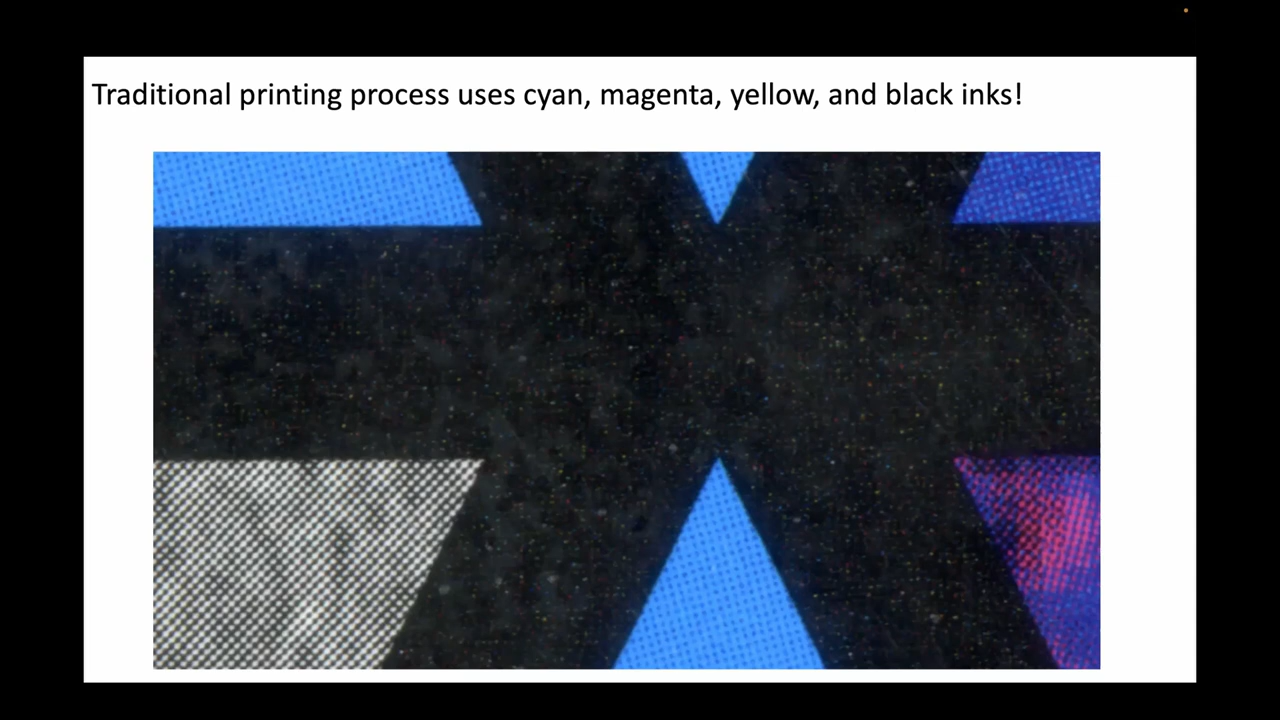 Traditional printing process uses cyan, magenta, yellow, and black inks!